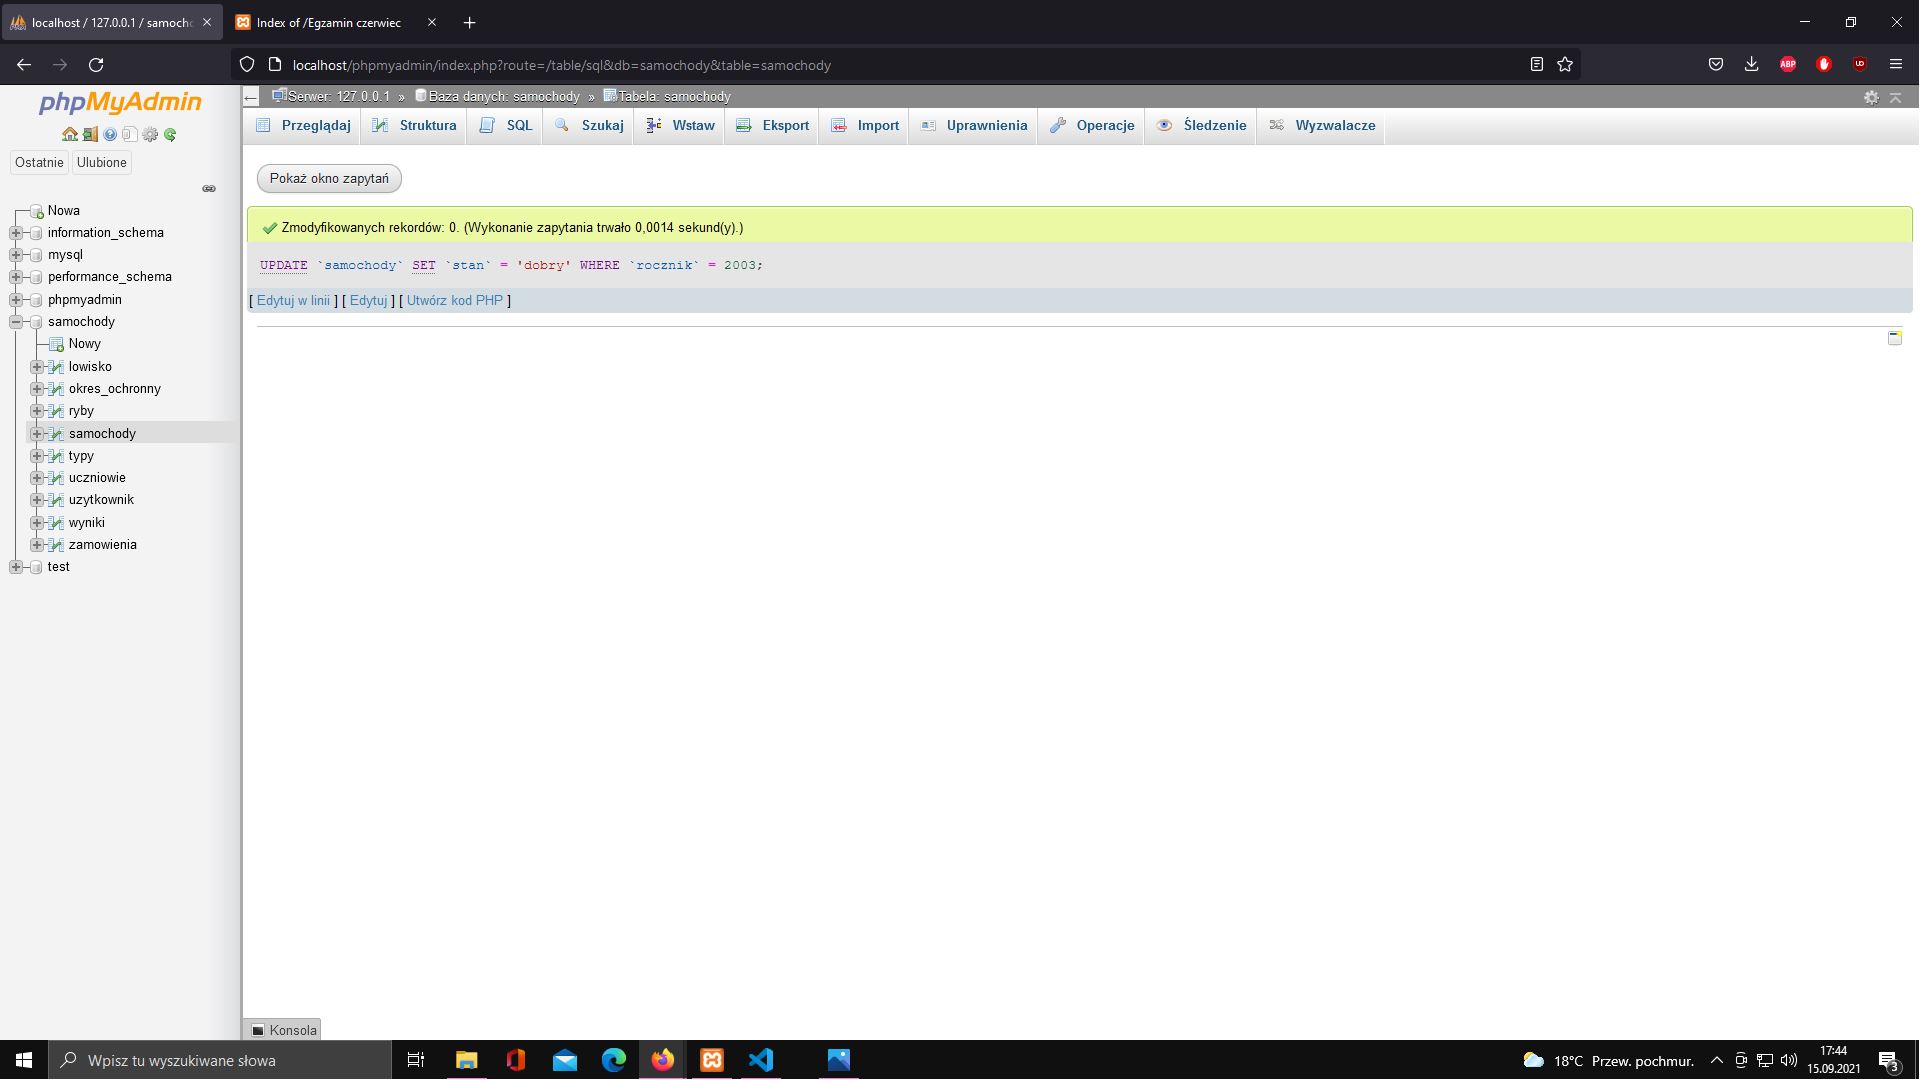 localhost / 127.0.0.1 / samocho
Index of /Egzamin czerwiec
localhost/phpmyadmin/index.php?route=/table/sql&db=samochody&table=samochody
ABP
phpMyAdmin
Serwer: 127.0.0.1 » Baza danych: samochody » Tabela: samochody
Przeglądaj Struktura SQL Szukaj Wstaw Eksport Import Uprawnienia Operacje Śledzenie Wyzwalacze
Ostatnie Ulubione
Nowa
information_schema
mysql
performance_schema
phpmyadmin
samochody
Nowy
lowisko
okres_ochronny
ryby
samochody
typy
uczniowie
uzytkownik
wyniki
zamowienia
test
Pokaż okno zapytań
Zmodyfikowanych rekordów: 0. (Wykonanie zapytania trwało 0,0014 sekund(y).)
UPDATE `samochody` SET `stan` = 'dobry' WHERE `rocznik` = 2003;
[ Edytuj w linii ] [ Edytuj ] [ Utwórz kod PHP ]
Konsola
Wpisz tu wyszukiwane słowa
18°C Przew. pochmur.
17:44
15.09.2021
3